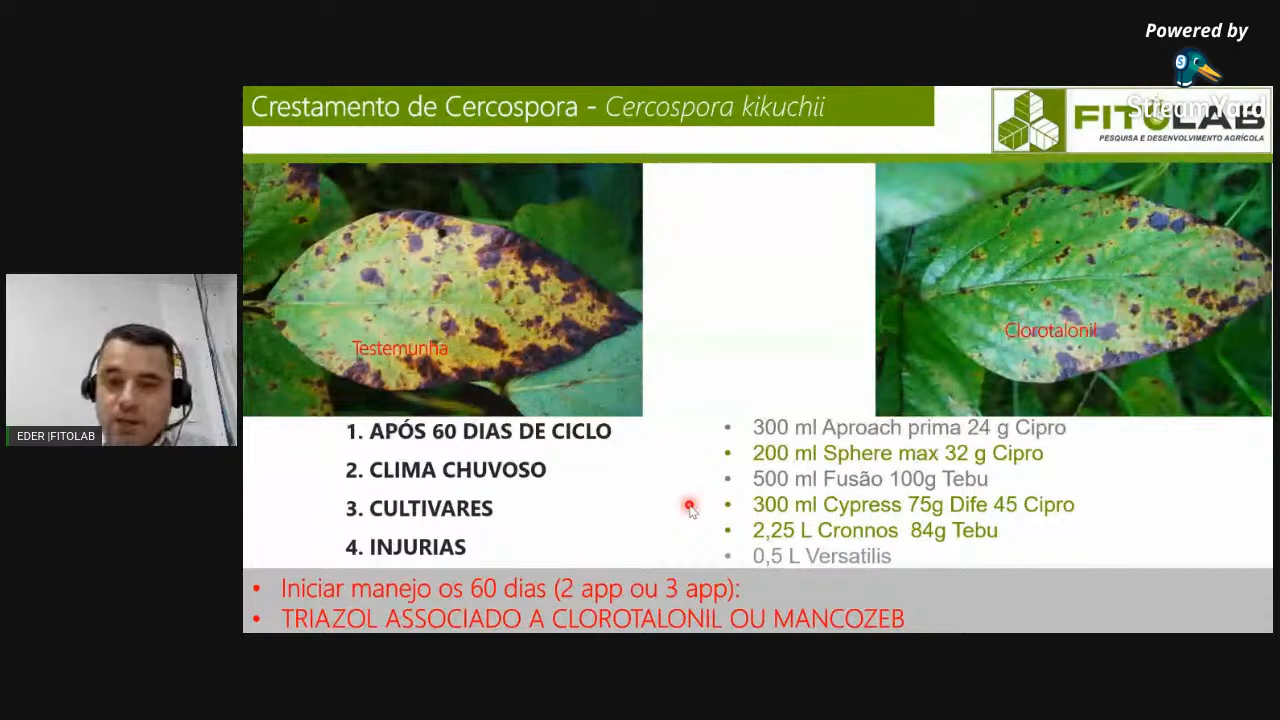 Powered by
StreamYard
Crestamento de Cercospora - Cercospora kikuchii
FITOLAB
PESQUISA E DESENVOLVIMENTO AGRÍCOLA
Testemunha
Clorotalonil
EDER |FITOLAB
1. APÓS 60 DIAS DE CICLO
2. CLIMA CHUVOSO
3. CULTIVARES
4. INJURIAS
• 300 ml Aproach prima 24 g Cipro
• 200 ml Sphere max 32 g Cipro
• 500 ml Fusão 100g Tebu
• 300 ml Cypress 75g Dife 45 Cipro
• 2,25 L Cronnos 84g Tebu
• 0,5 L Versatilis
• Iniciar manejo os 60 dias (2 app ou 3 app):
• TRIAZOL ASSOCIADO A CLOROTALONIL OU MANCOZEB